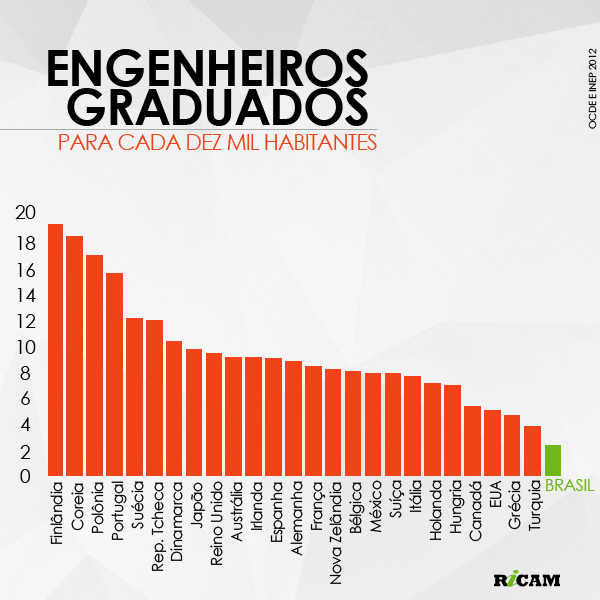 ENGENHEIROS
GRADUADOS
PARA CADA DEZ MIL HABITANTES
OCDE E INEP 2012
20
18
16
14
12
10
8
6
4
2
0
Finlândia
Coreia
Polônia
Portugal
Suécia
Rep. Tcheca
Dinamarca
Japão
Reino Unido
Austrália
Irlanda
Espanha
Alemanha
França
Nova Zelândia
Bélgica
México
Suíça
Itália
Holanda
Hungria
Canadá
EUA
Grécia
Turquia
BRASIL
RiCAM